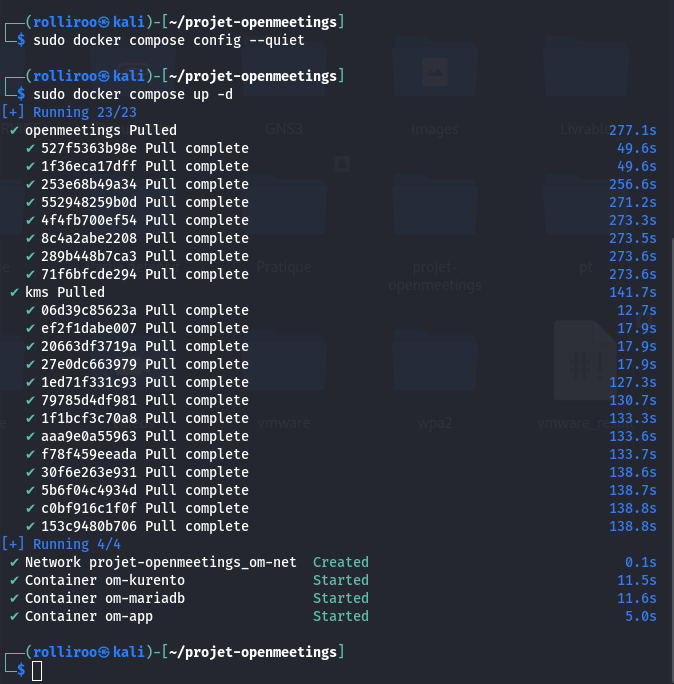 ┌──(rolliroo㉿kali)-[~/projet-openmeetings]
└─$ sudo docker compose config --quiet
┌──(rolliroo㉿kali)-[~/projet-openmeetings]
└─$ sudo docker compose up -d
[+] Running 23/23
✔ openmeetings Pulled 277.1s
✔ 527f5363b98e Pull complete 49.6s
✔ 1f36eca17dff Pull complete 49.6s
✔ 253e68b49a34 Pull complete 256.6s
✔ 552948259b0d Pull complete 271.2s
✔ 4f4fb700ef54 Pull complete 273.3s
✔ 8c4a2abe2208 Pull complete 273.5s
✔ 289b448b7ca3 Pull complete 273.6s
✔ 71f6bfcde294 Pull complete 273.6s
✔ kms Pulled 141.7s
✔ 06d39c85623a Pull complete 12.7s
✔ ef2f1dabe007 Pull complete 17.9s
✔ 20663df3719a Pull complete 17.9s
✔ 27e0dc663979 Pull complete 17.9s
✔ 1ed71f331c93 Pull complete 127.3s
✔ 79785d4df981 Pull complete 130.7s
✔ 1f1bcf3c70a8 Pull complete 133.3s
✔ aaa9e0a55963 Pull complete 133.6s
✔ f78f459eeada Pull complete 133.7s
✔ 30f6e263e931 Pull complete 138.6s
✔ 5b6f04c4934d Pull complete 138.7s
✔ c0bf916c1f0f Pull complete 138.8s
✔ 153c9480b706 Pull complete 138.8s
[+] Running 4/4
✔ Network projet-openmeetings_om-net Created 0.1s
✔ Container om-kurento Started 11.5s
✔ Container om-mariadb Started 11.6s
✔ Container om-app Started 5.0s
┌──(rolliroo㉿kali)-[~/projet-openmeetings]
└─$
GNS3
Images
Pratique
projet-
openmeetings
pt
vmware
wpa2